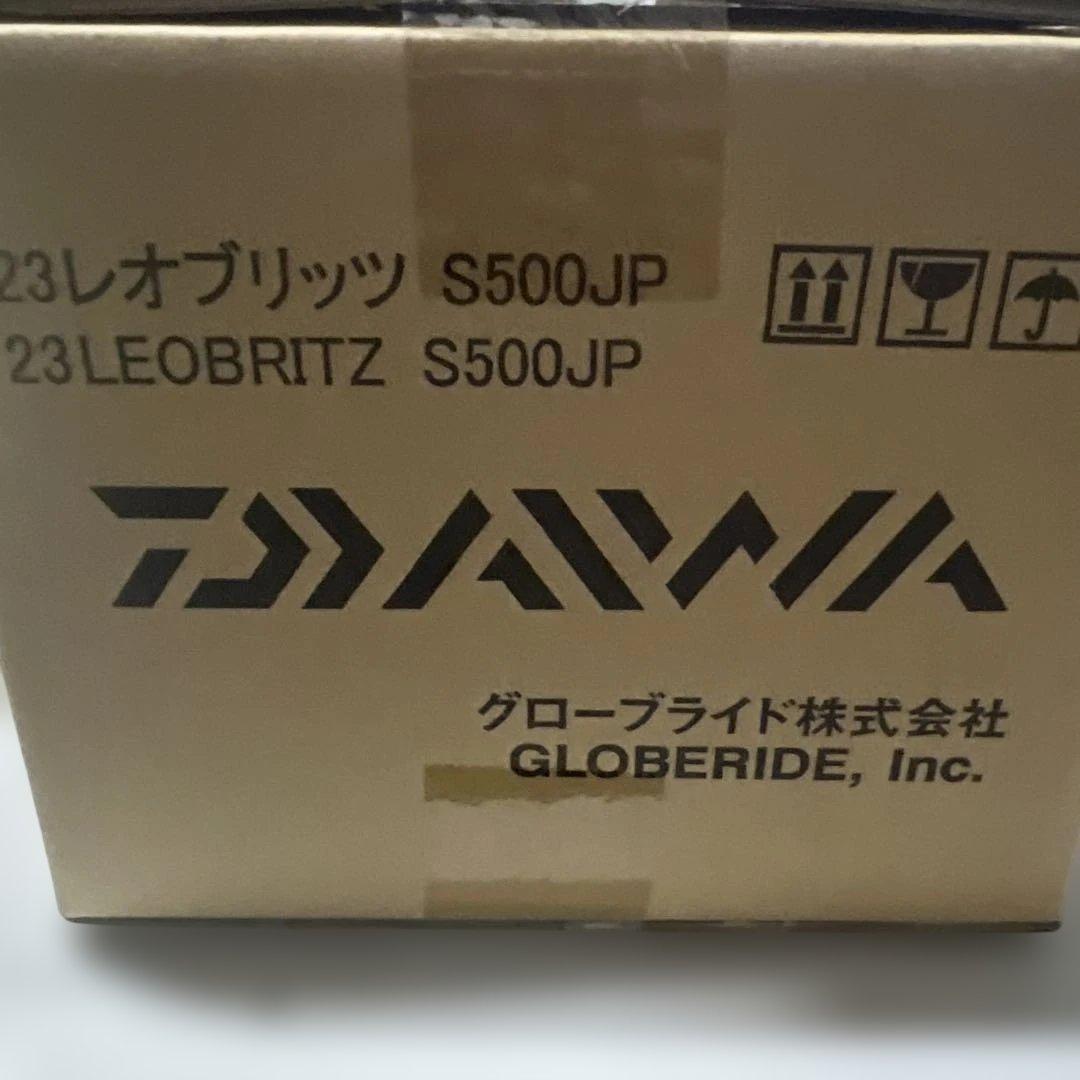 23レオブリッツ S500JP
23LEOBRITZ S500JP
DAIWA
グローブライド株式会社
GLOBERIDE, Inc.